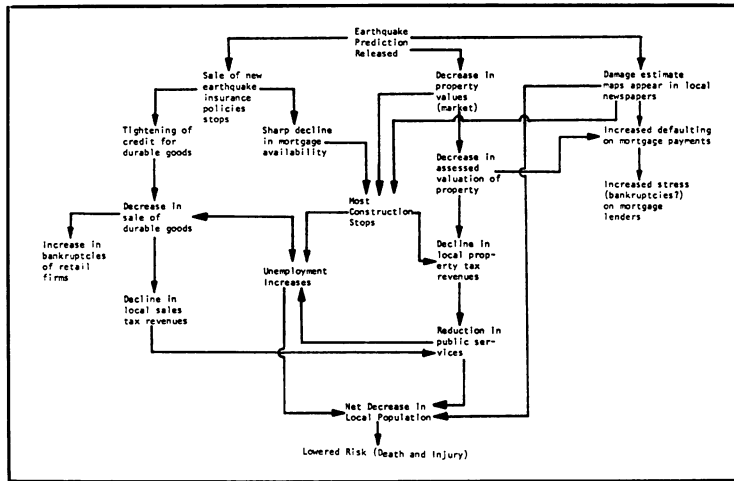 Earthquake
Prediction
Released
Sale of new
earthquake
insurance
policies
stops
Decrease in
property
values
(market)
Damage estimate
maps appear in local
newspapers
Tightening of
credit for
durable goods
Sharp decline
in mortgage
availability
Increased defaulting
on mortgage payments
Decrease in
assessed
valuation of
property
Increased stress
(bankruptcies?)
on mortgage
lenders
Decrease in
sale of
durable goods
Most
Construction
Stops
Increase in
bankruptcies
of retail
firms
Unemployment
Increases
Decline in
local prop-
erty tax
revenues
Decline in
local sales
tax revenues
Reduction in
public ser-
vices
Net Decrease in
Local Population
Lowered Risk (Death and Injury)